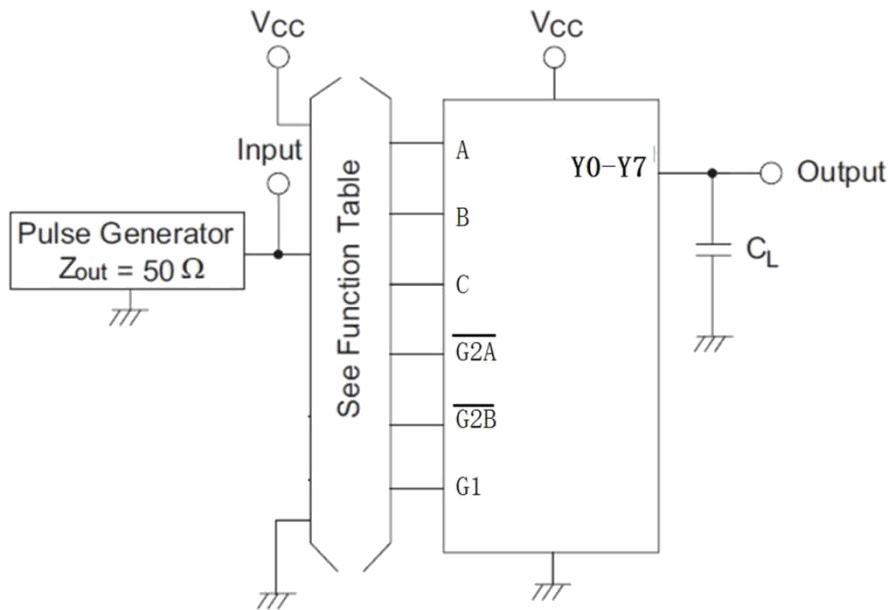 VCC
VCC
Input
Pulse Generator
Zout = 50 Ω
See Function Table
A
B
C
G2A
G2B
G1
Y0-Y7
Output
CL